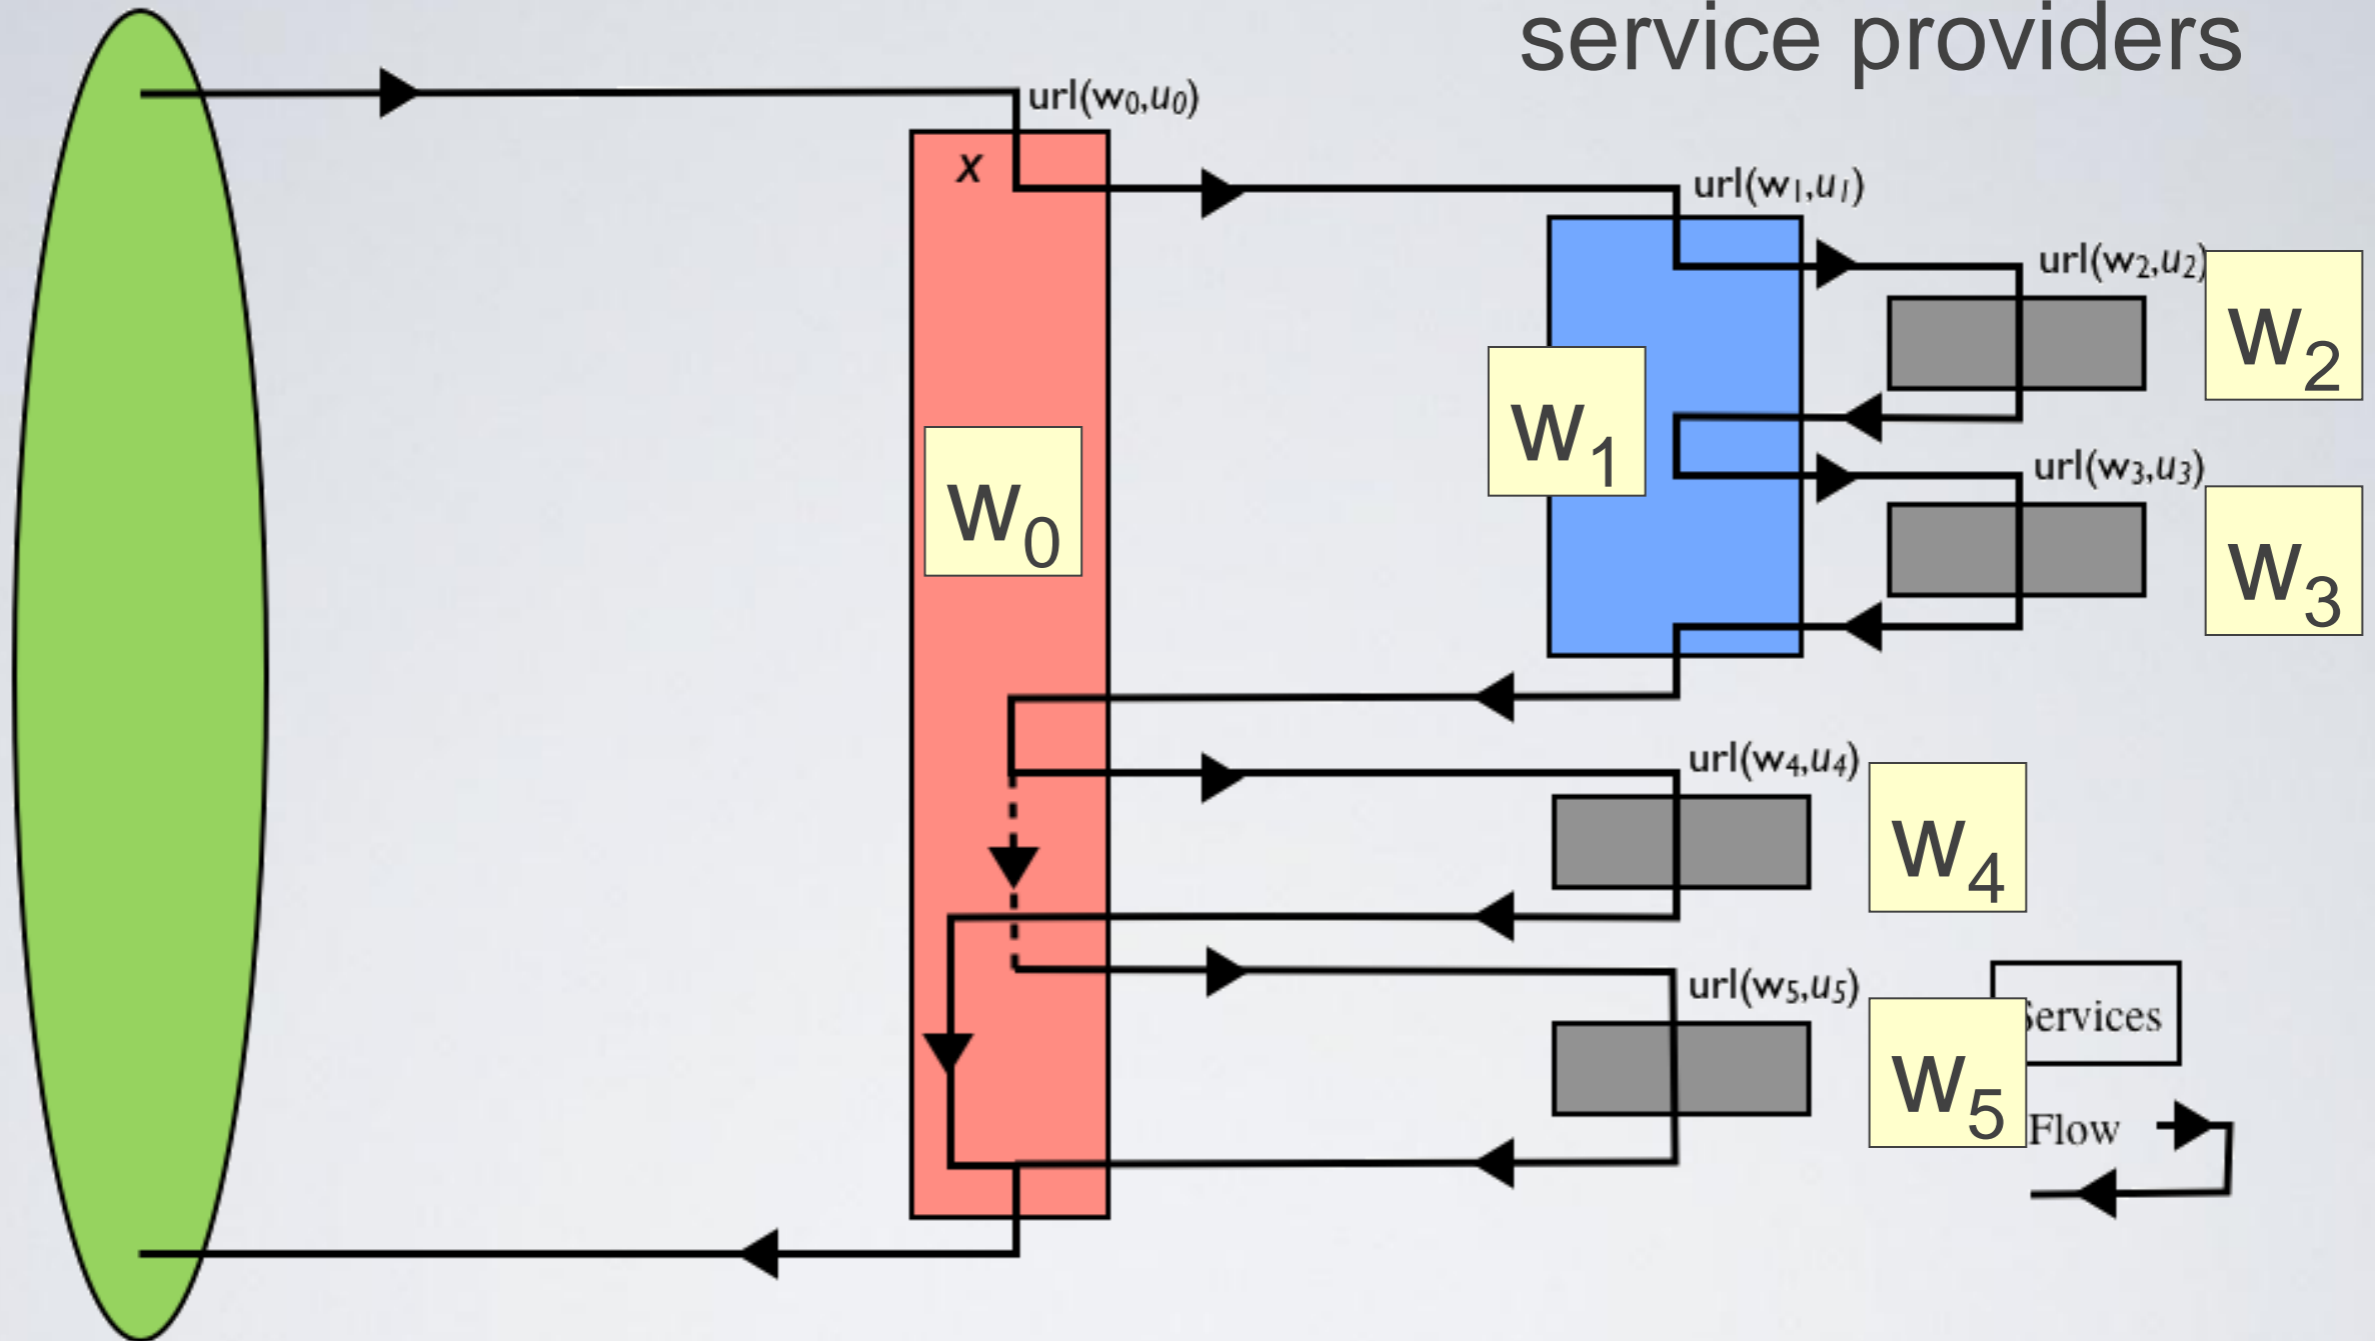 service providers
url(w₀,u₀)
x
url(w₁,u₁)
url(w₂,u₂)
w₂
w₁
w₀
url(w₃,u₃)
w₃
url(w₄,u₄)
w₄
url(w₅,u₅)
Services
w₅
Flow